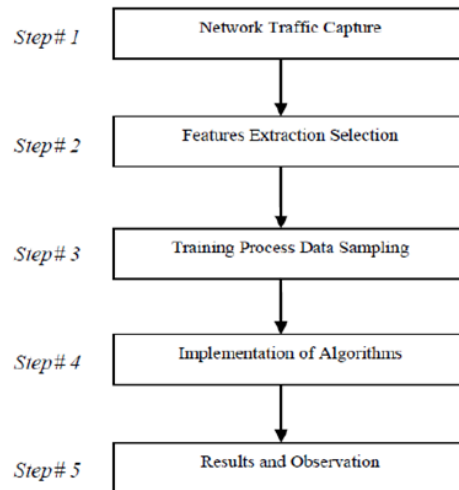 Step# 1
Network Traffic Capture
Step# 2
Features Extraction Selection
Step# 3
Training Process Data Sampling
Step# 4
Implementation of Algorithms
Step# 5
Results and Observation